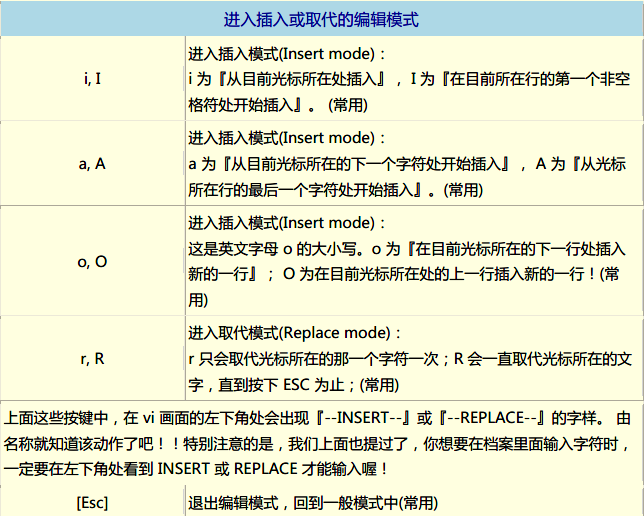 进入插入或取代的编辑模式
i, I
进入插入模式(Insert mode)：
i 为『从目前光标所在处插入』， I 为『在目前所在行的第一个非空
格符处开始插入』。 (常用)
a, A
进入插入模式(Insert mode)：
a 为『从目前光标所在的下一个字符处开始插入』， A 为『从光标
所在行的最后一个字符处开始插入』。(常用)
o, O
进入插入模式(Insert mode)：
这是英文字母 o 的大小写。o 为『在目前光标所在的下一行处插入
新的一行』； O 为在目前光标所在处的上一行插入新的一行！(常
用)
r, R
进入取代模式(Replace mode)：
r 只会取代光标所在的那一个字符一次；R 会一直取代光标所在的文
字，直到按下 ESC 为止；(常用)
上面这些按键中，在 vi 画面的左下角处会出现『--INSERT--』或『--REPLACE--』的字样。 由
名称就知道该动作了吧！！特别注意的是，我们上面也提过了，你想要在档案里面输入字符时，
一定要在左下角处看到 INSERT 或 REPLACE 才能输入喔！
[Esc]
退出编辑模式，回到一般模式中(常用)